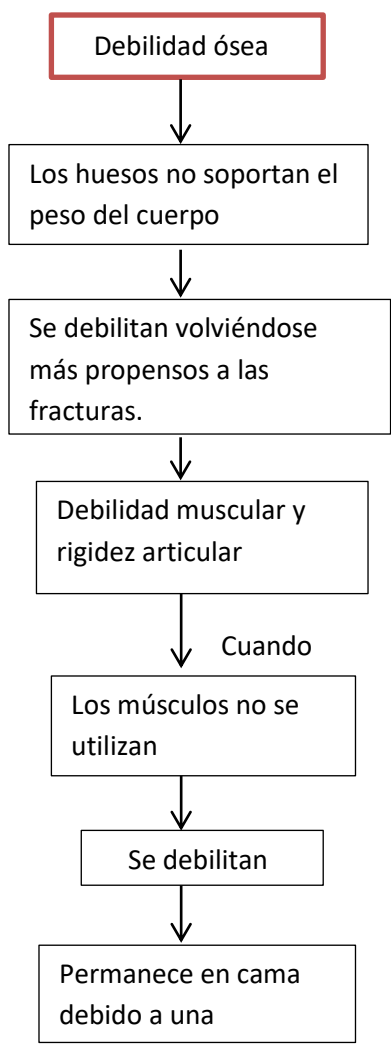 Debilidad ósea
Los huesos no soportan el
peso del cuerpo
Se debilitan volviéndose
más propensos a las
fracturas.
Debilidad muscular y
rigidez articular
Cuando
Los músculos no se
utilizan
Se debilitan
Permanece en cama
debido a una